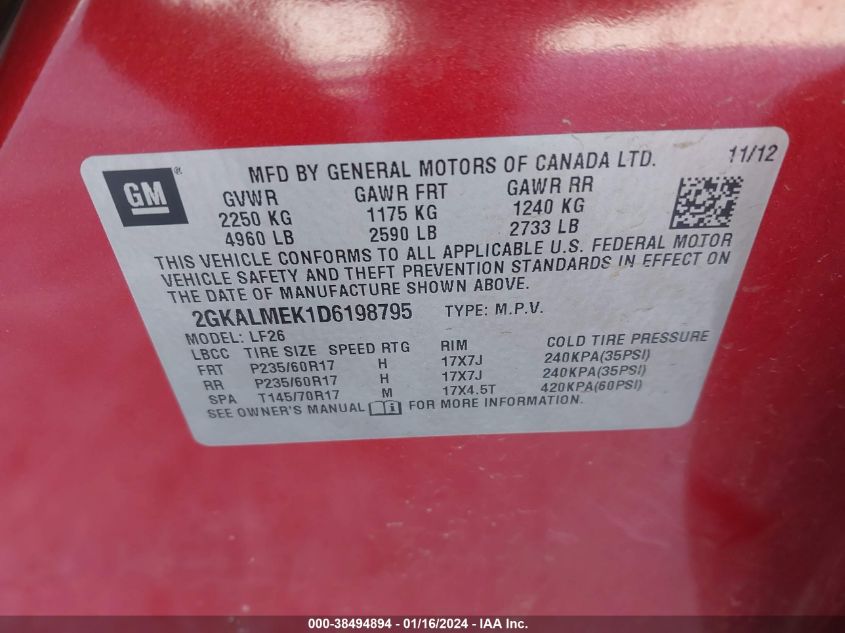 GM®
MFD BY GENERAL MOTORS OF CANADA LTD. 11/12
GVWR GAWR FRT GAWR RR
2250 KG 1175 KG 1240 KG
4960 LB 2590 LB 2733 LB
THIS VEHICLE CONFORMS TO ALL APPLICABLE U.S. FEDERAL MOTOR
VEHICLE SAFETY AND THEFT PREVENTION STANDARDS IN EFFECT ON
THE DATE OF MANUFACTURE SHOWN ABOVE.
2GKALMEK1D6198795 TYPE: M.P.V.
MODEL: LF26
LBCC TIRE SIZE SPEED RTG RIM COLD TIRE PRESSURE
FRT P235/60R17 H 17X7J 240KPA(35PSI)
RR P235/60R17 H 17X7J 240KPA(35PSI)
SPA T145/70R17 M 17X4.5T 420KPA(60PSI)
SEE OWNER'S MANUAL i FOR MORE INFORMATION.
000-38494894 - 01/16/2024 - IAA Inc.